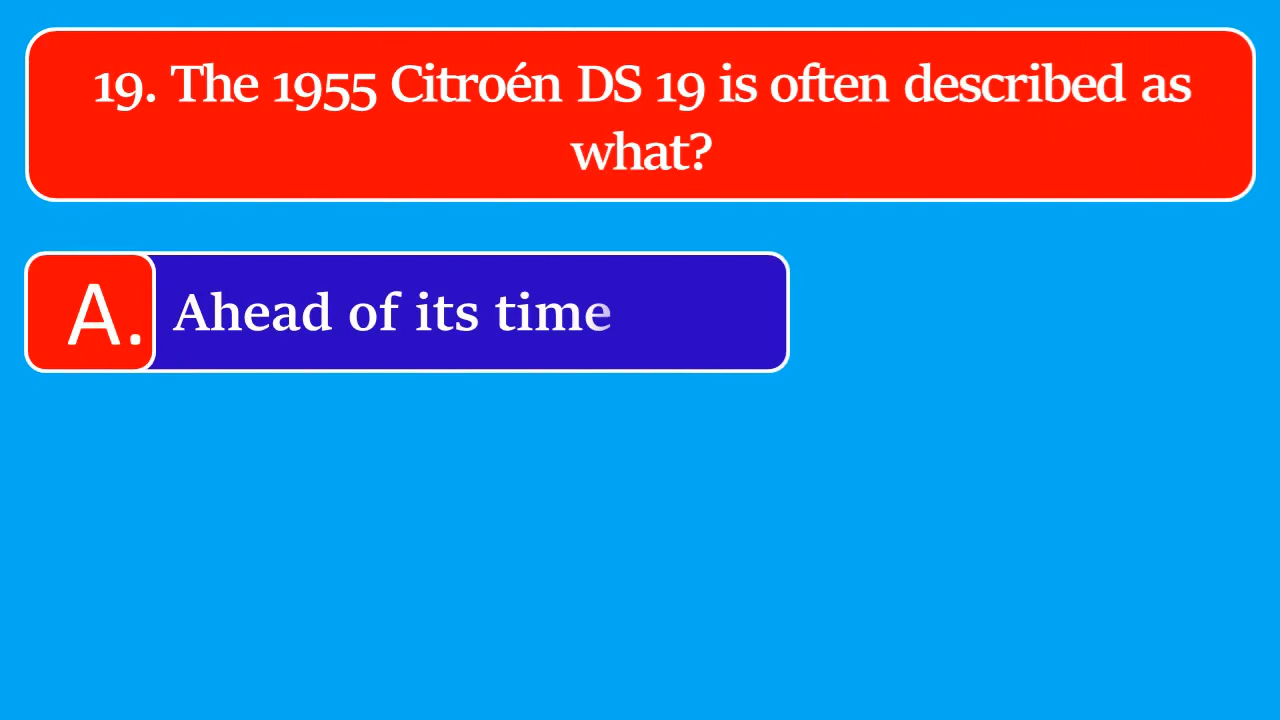 19. The 1955 Citroén DS 19 is often described as
what?
A. Ahead of its time